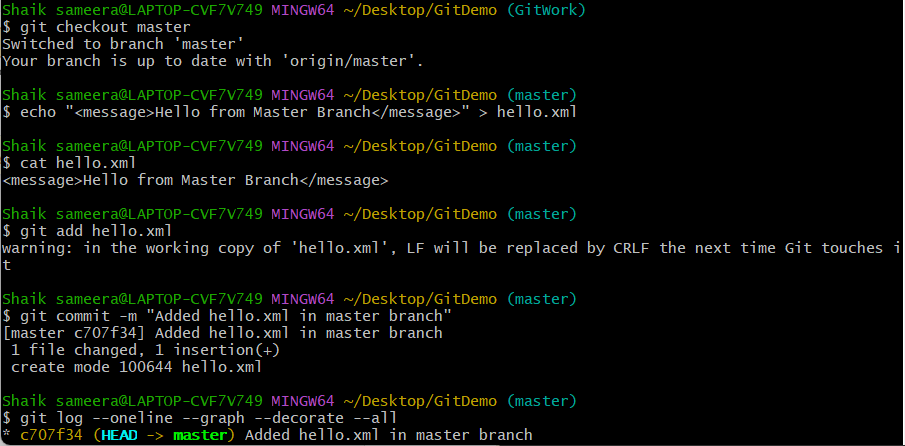 Shaik sameera@LAPTOP-CVF7V749 MINGW64 ~/Desktop/GitDemo (GitWork)
$ git checkout master
Switched to branch 'master'
Your branch is up to date with 'origin/master'.
Shaik sameera@LAPTOP-CVF7V749 MINGW64 ~/Desktop/GitDemo (master)
$ echo "<message>Hello from Master Branch</message>" > hello.xml
Shaik sameera@LAPTOP-CVF7V749 MINGW64 ~/Desktop/GitDemo (master)
$ cat hello.xml
<message>Hello from Master Branch</message>
Shaik sameera@LAPTOP-CVF7V749 MINGW64 ~/Desktop/GitDemo (master)
$ git add hello.xml
warning: in the working copy of 'hello.xml', LF will be replaced by CRLF the next time Git touches i
t
Shaik sameera@LAPTOP-CVF7V749 MINGW64 ~/Desktop/GitDemo (master)
$ git commit -m "Added hello.xml in master branch"
[master c707f34] Added hello.xml in master branch
 1 file changed, 1 insertion(+)
 create mode 100644 hello.xml
Shaik sameera@LAPTOP-CVF7V749 MINGW64 ~/Desktop/GitDemo (master)
$ git log --oneline --graph --decorate --all
* c707f34 (HEAD -> master) Added hello.xml in master branch